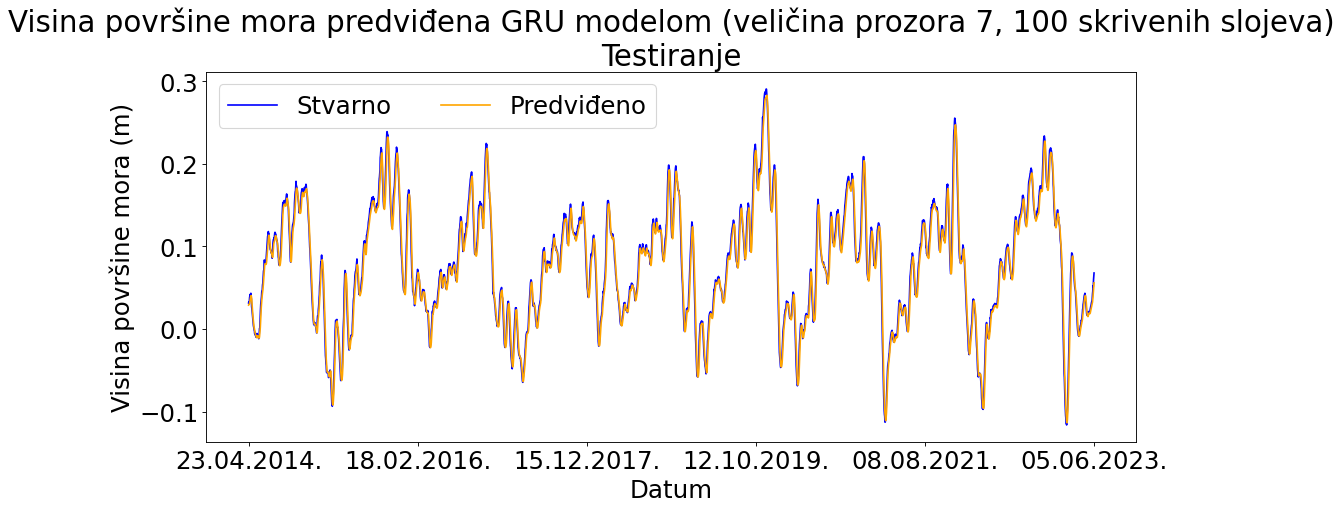 Visina površine mora predviđena GRU modelom (veličina prozora 7, 100 skrivenih slojeva)
Testiranje
Stvarno Predviđeno
Visina površine mora (m)
0.3
0.2
0.1
0.0
−0.1
23.04.2014. 18.02.2016. 15.12.2017. 12.10.2019. 08.08.2021. 05.06.2023.
Datum